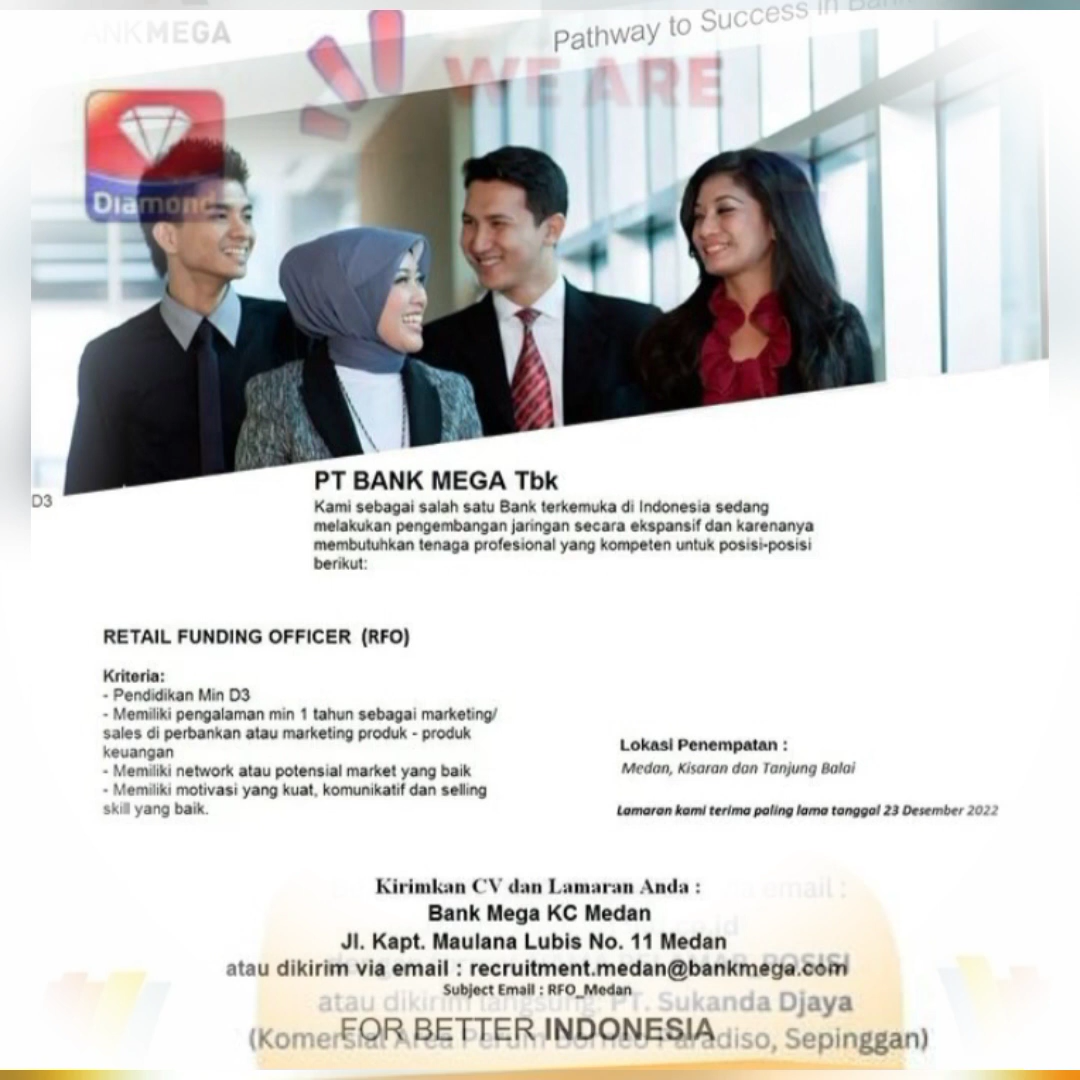 ANKMEGA
Pathway to Success in Bank
WE ARE
Diamond
D3
PT BANK MEGA Tbk
Kami sebagai salah satu Bank terkemuka di Indonesia sedang
melakukan pengembangan jaringan secara ekspansif dan karenanya
membutuhkan tenaga profesional yang kompeten untuk posisi-posisi
berikut:
RETAIL FUNDING OFFICER (RFO)
Kriteria:
- Pendidikan Min D3
- Memiliki pengalaman min 1 tahun sebagai marketing/
sales di perbankan atau marketing produk - produk
keuangan
- Memiliki network atau potensial market yang baik
- Memiliki motivasi yang kuat, komunikatif dan selling
skill yang baik.
Lokasi Penempatan :
Medan, Kisaran dan Tanjung Balai
Lamaran kami terima paling lama tanggal 23 Desember 2022
Kirimkan CV dan Lamaran Anda :
email :
Bank Mega KC Medan
co.id
Jl. Kapt. Maulana Lubis No. 11 Medan
POSISI
atau dikirim via email : recruitment.medan@bankmega.com
Subject Email : RFO_Medan
atau dikirim langsung: PT. Sukanda Djaya
FOR BETTER INDONESIA
(Komersial Area Perum Borneo Paradiso, Sepinggan)